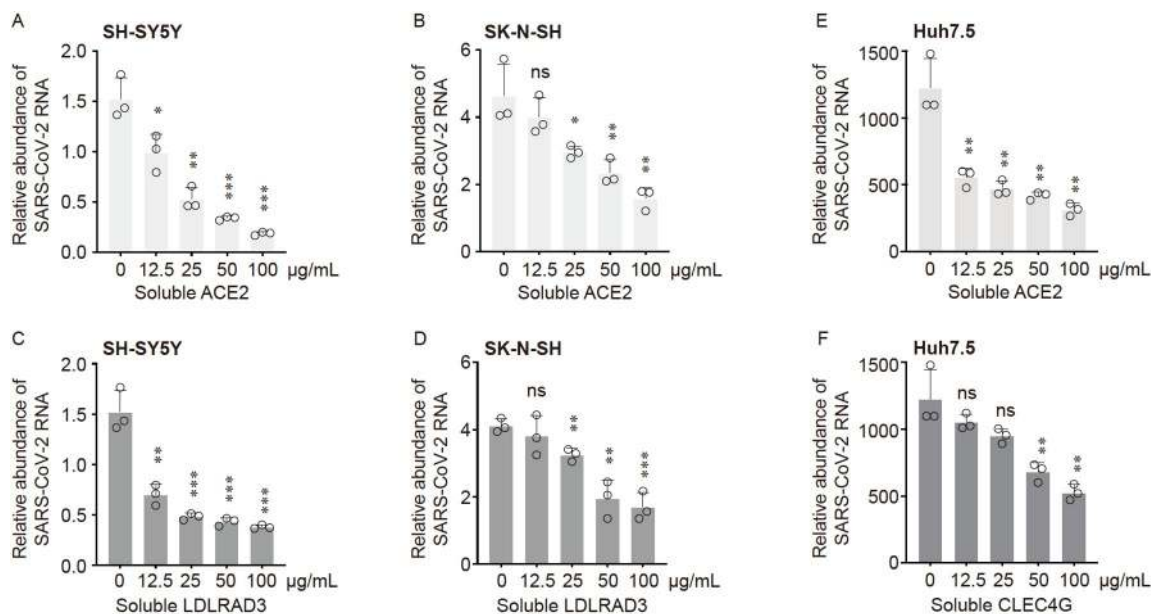 A
SH-SY5Y
Relative abundance of
SARS-CoV-2 RNA
2.0
1.5
1.0
0.5
0.0
*
**
***
***
0 12.5 25 50 100 μg/mL
Soluble ACE2
B
SK-N-SH
Relative abundance of
SARS-CoV-2 RNA
6
4
2
0
ns
*
**
**
0 12.5 25 50 100 μg/mL
Soluble ACE2
E
Huh7.5
Relative abundance of
SARS-CoV-2 RNA
1500
1000
500
0
**
**
**
**
0 12.5 25 50 100 μg/mL
Soluble ACE2
C
SH-SY5Y
Relative abundance of
SARS-CoV-2 RNA
2.0
1.5
1.0
0.5
0.0
**
***
***
***
0 12.5 25 50 100 μg/mL
Soluble LDLRAD3
D
SK-N-SH
Relative abundance of
SARS-CoV-2 RNA
6
4
2
0
ns
**
**
***
0 12.5 25 50 100 μg/mL
Soluble LDLRAD3
F
Huh7.5
Relative abundance of
SARS-CoV-2 RNA
1500
1000
500
0
ns
ns
**
**
0 12.5 25 50 100 μg/mL
Soluble CLEC4G